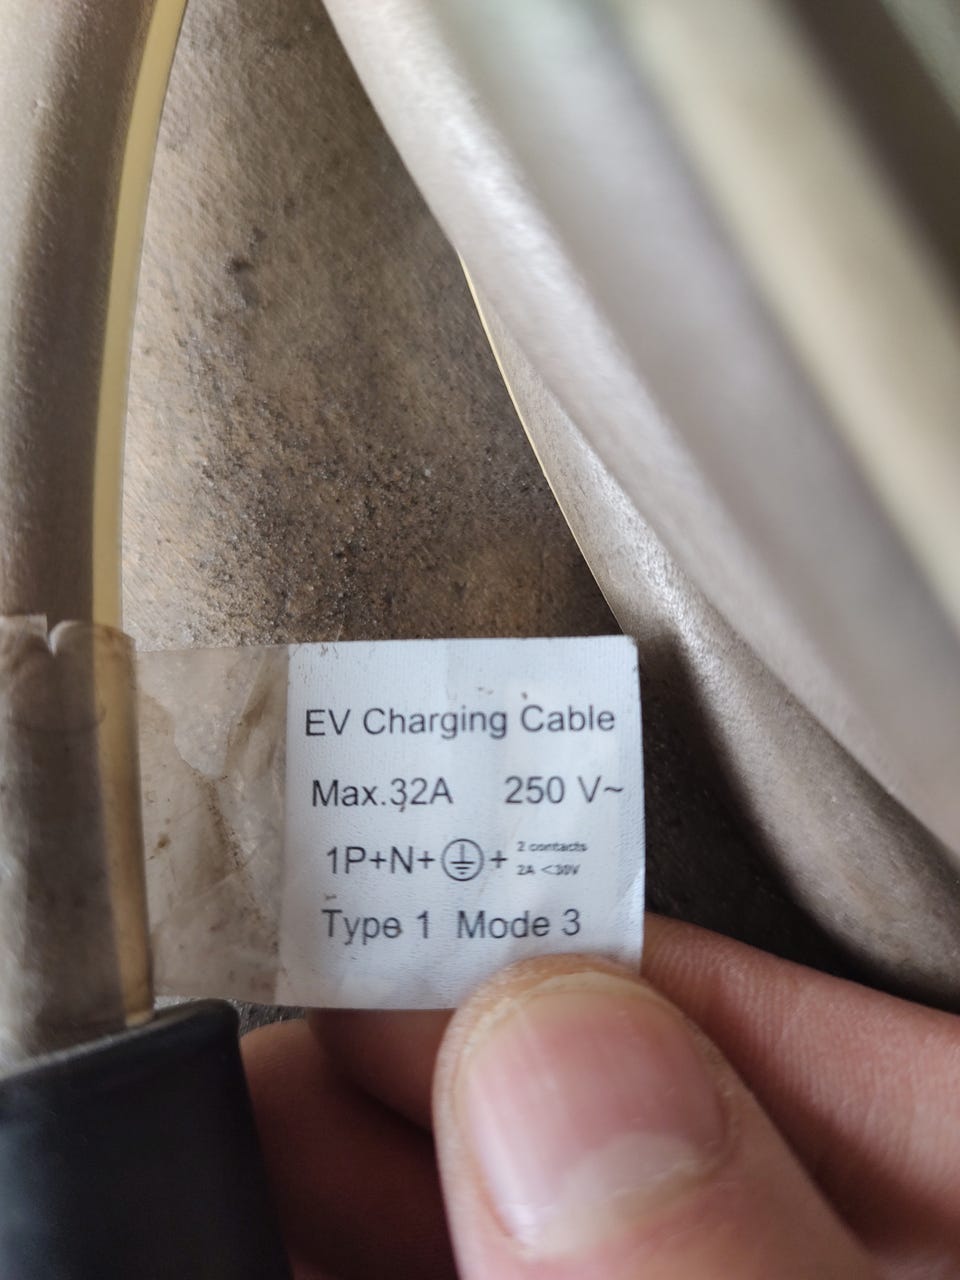 EV Charging Cable
Max.32A 250 V~
1P+N+⏚+ 2 contacts
2A <30V
Type 1 Mode 3